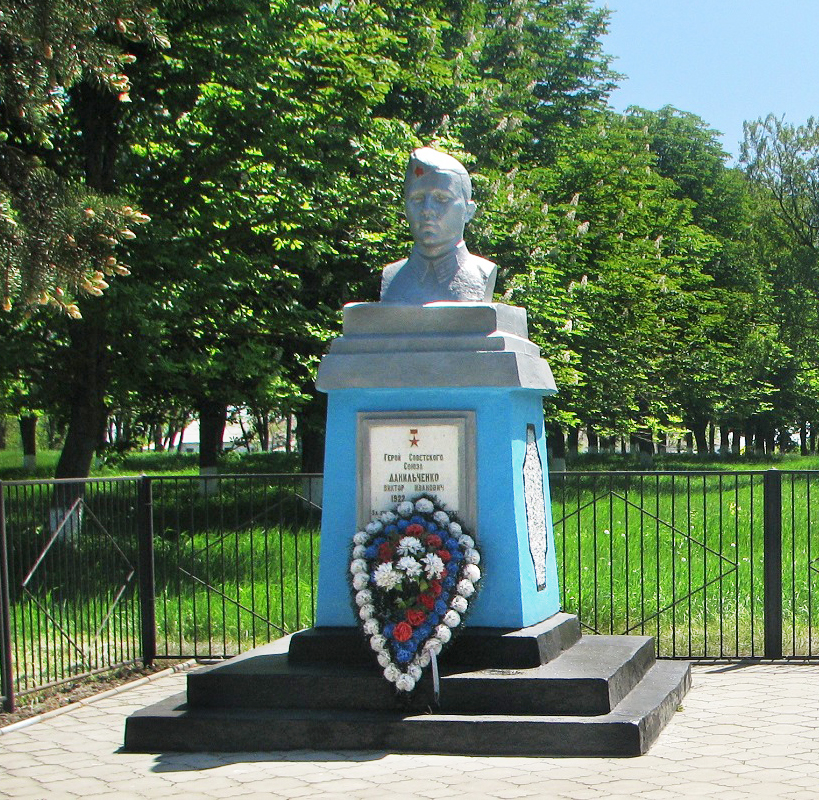 Герой Советского
Союза
ДАНИЛЬЧЕНКО
ВИКТОР ИВАНОВИЧ
1922